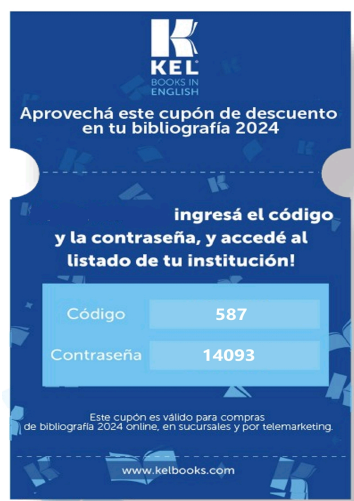 KEL
BOOKS IN
ENGLISH
Aprovechá este cupón de descuento
en tu bibliografía 2024
ingresá el código
y la contraseña, y accedé al
listado de tu institución!
Código 587
Contraseña 14093
Este cupón es válido para compras
de bibliografía 2024 online, en sucursales y por telemarketing.
www.kelbooks.com